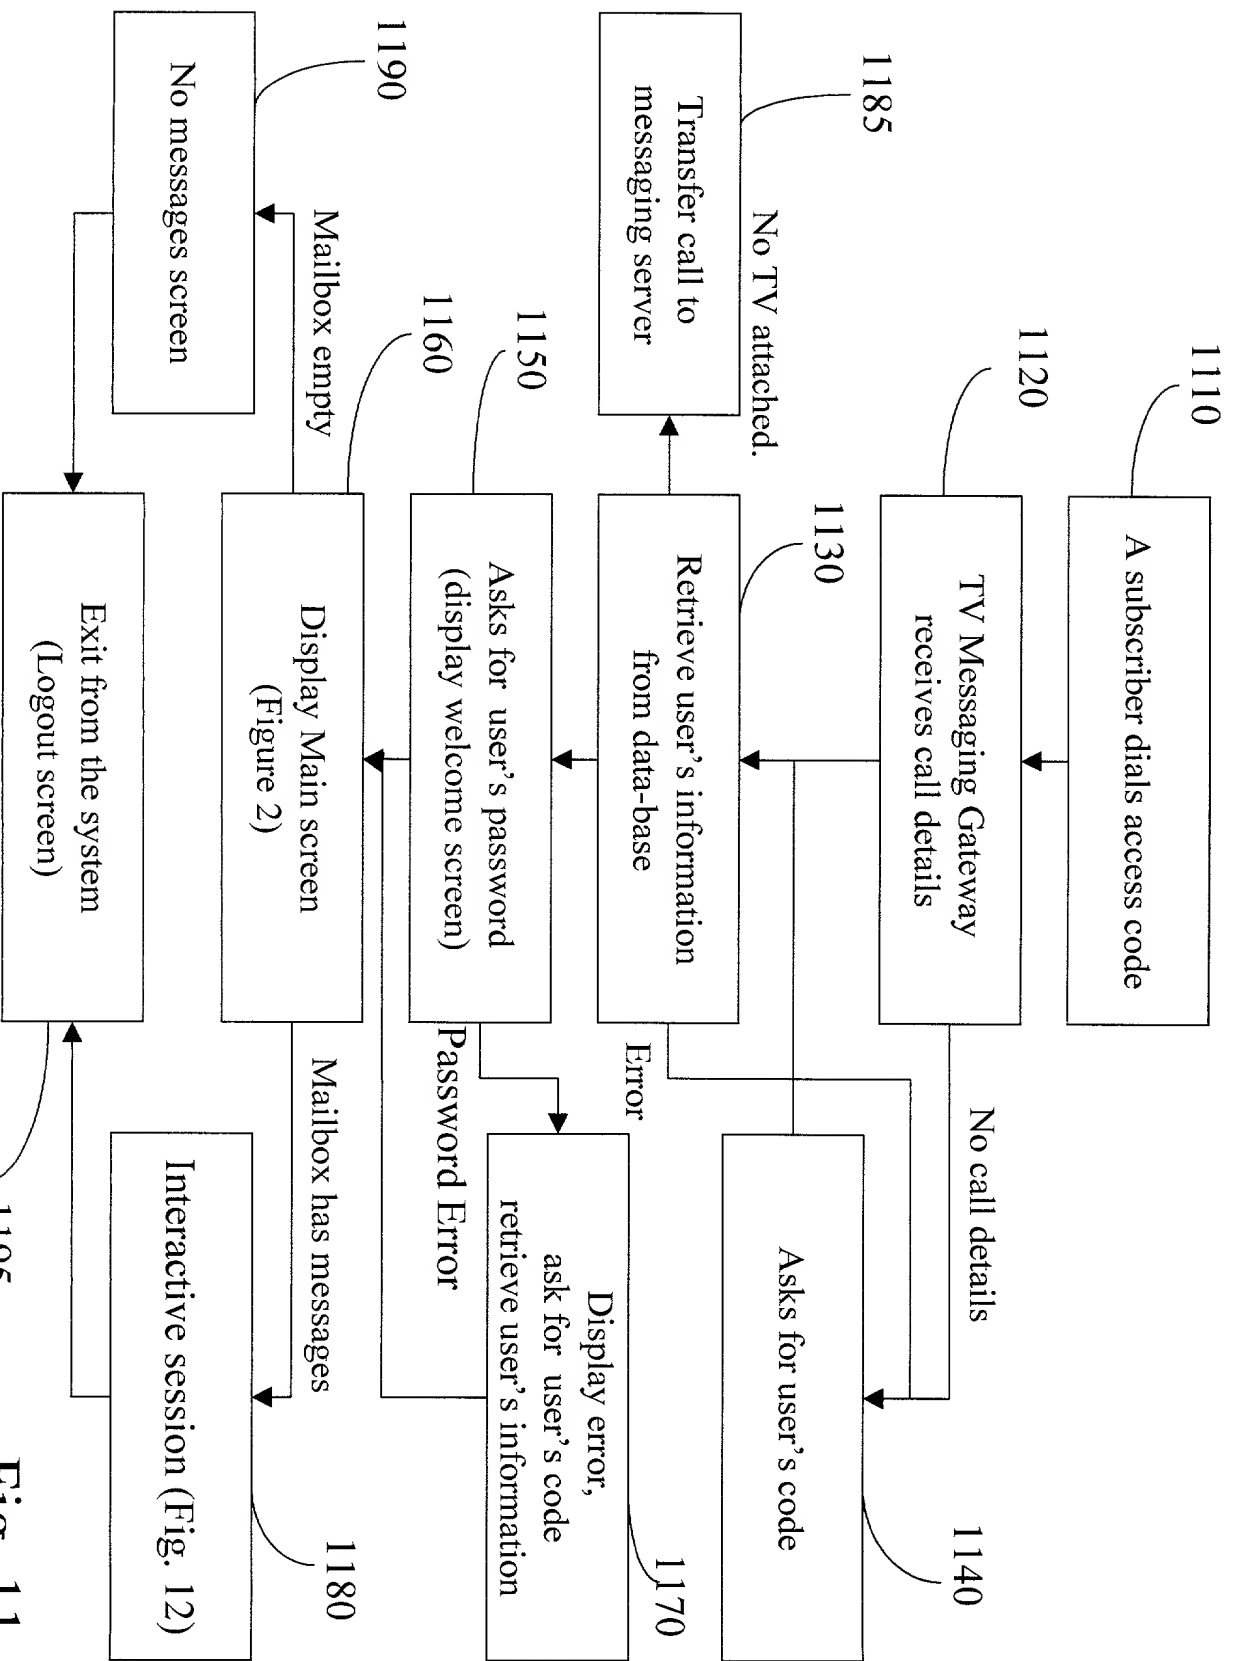 1110
A subscriber dials access code
1120
TV Messaging Gateway
receives call details
No call details
1185
Transfer call to
messaging server
No TV attached.
1130
Retrieve user's information
from data-base
Error
Asks for user's code
1140
1150
Asks for user's password
(display welcome screen)
Password Error
Display error,
ask for user's code
retrieve user's information
1170
1160
Display Main screen
(Figure 2)
Mailbox empty
Mailbox has messages
1190
No messages screen
Interactive session (Fig. 12)
1180
Exit from the system
(Logout screen)
1195
Fig. 11